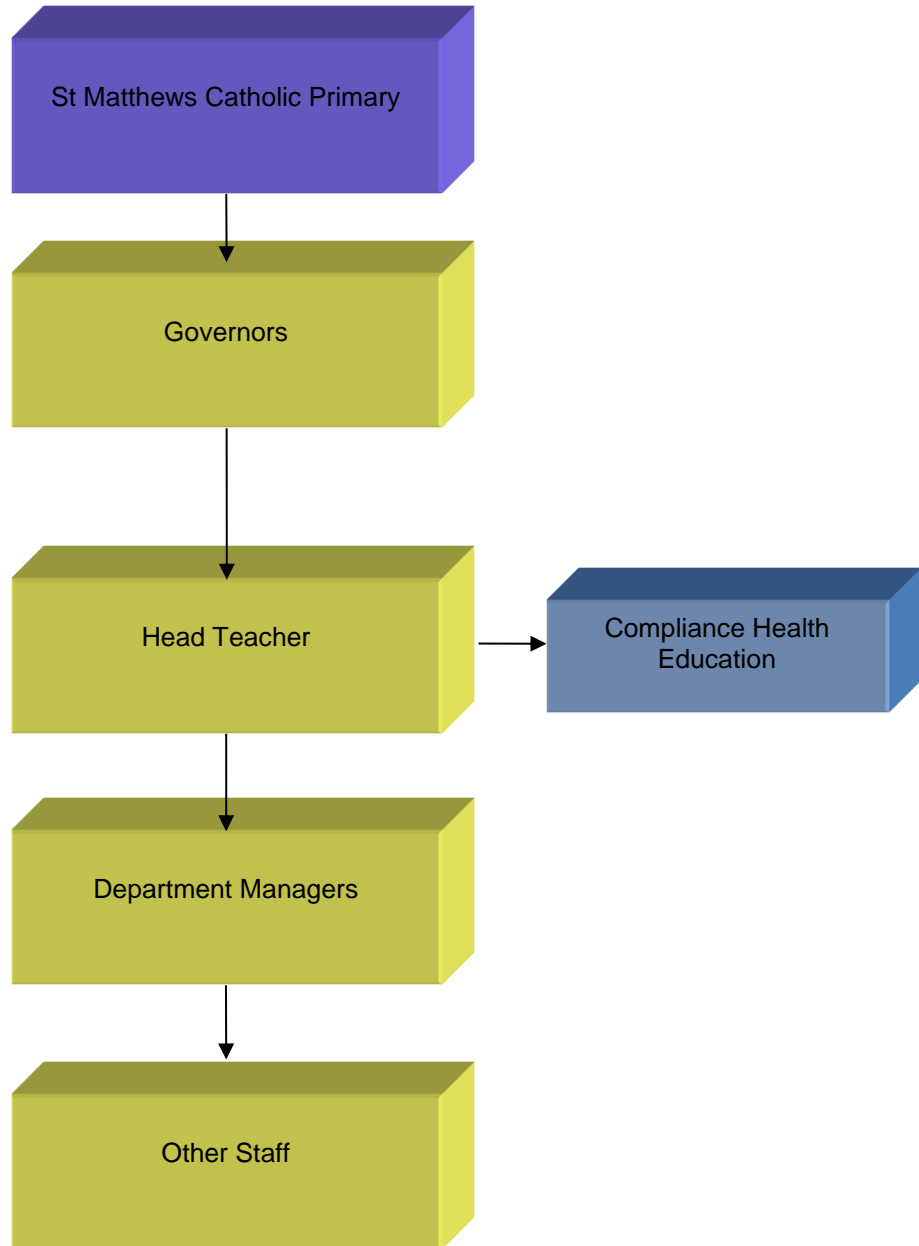 St Matthews Catholic Primary
Governors
Head Teacher
Compliance Health
Education
Department Managers
Other Staff